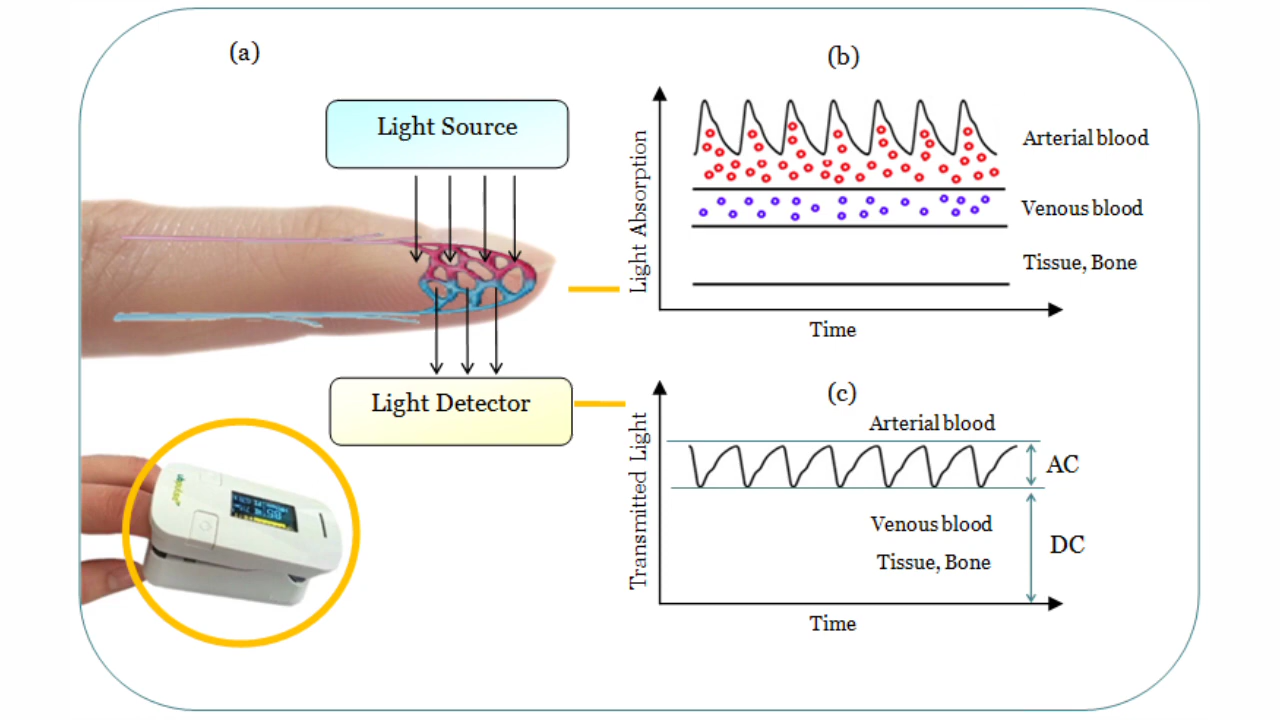 (a)
Light Source
Light Detector
(b)
Light Absorption
Arterial blood
Venous blood
Tissue, Bone
Time
(c)
Transmitted Light
Arterial blood
AC
Venous blood
Tissue, Bone
DC
Time